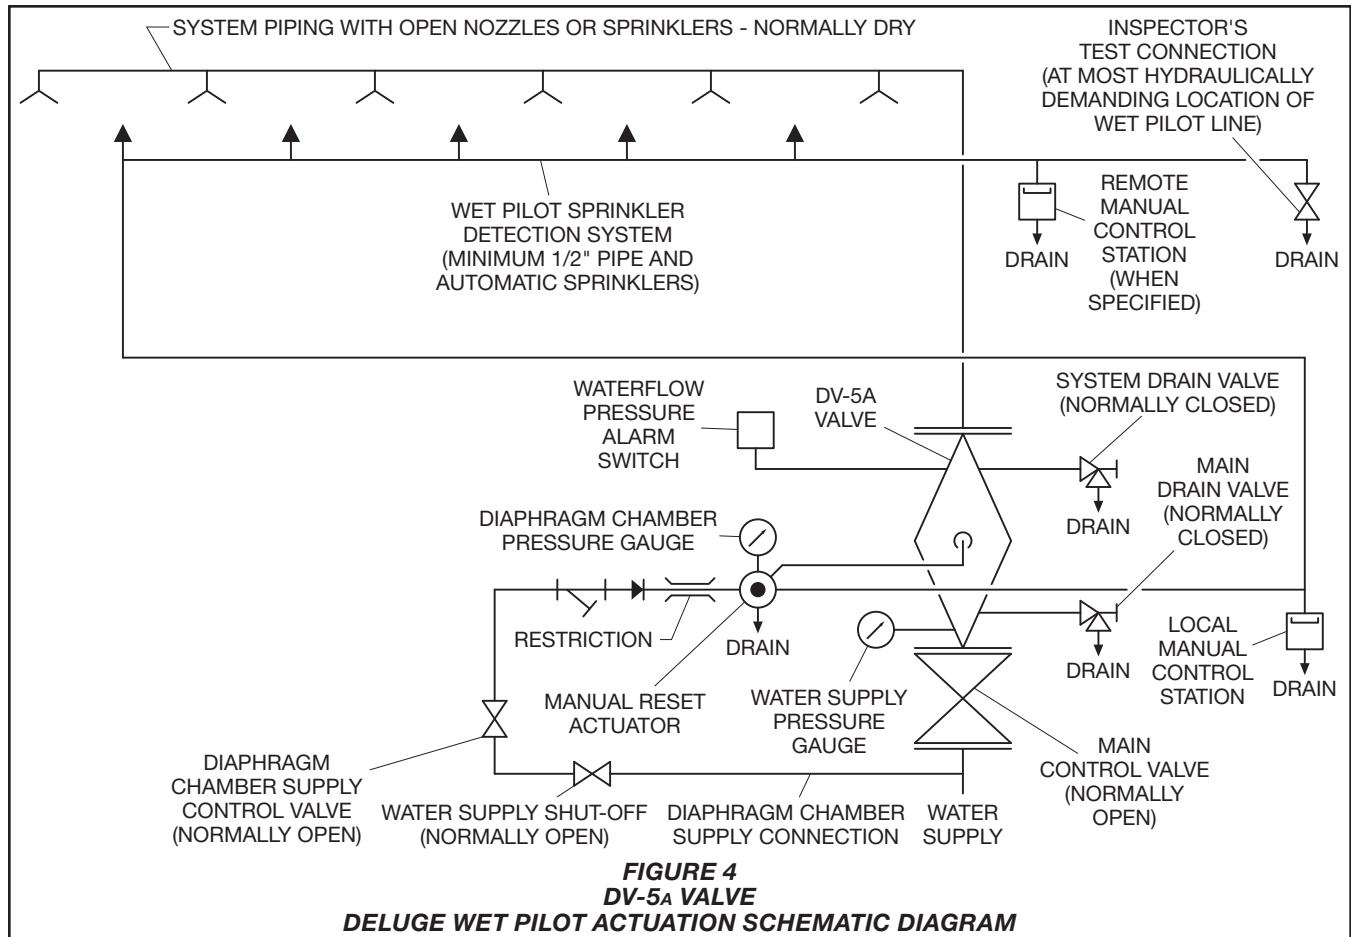 SYSTEM PIPING WITH OPEN NOZZLES OR SPRINKLERS - NORMALLY DRY
INSPECTOR'S
TEST CONNECTION
(AT MOST HYDRAULICALLY
DEMANDING LOCATION OF
WET PILOT LINE)
WET PILOT SPRINKLER
DETECTION SYSTEM
(MINIMUM 1/2" PIPE AND
AUTOMATIC SPRINKLERS)
DRAIN
REMOTE
MANUAL
CONTROL
STATION
(WHEN
SPECIFIED)
DRAIN
WATERFLOW
PRESSURE
ALARM
SWITCH
DV-5A
VALVE
SYSTEM DRAIN VALVE
(NORMALLY CLOSED)
DRAIN
MAIN
DRAIN VALVE
(NORMALLY
CLOSED)
DIAPHRAGM CHAMBER
PRESSURE GAUGE
RESTRICTION
DRAIN
DRAIN
LOCAL
MANUAL
CONTROL
STATION
DRAIN
MANUAL RESET
ACTUATOR
WATER SUPPLY
PRESSURE
GAUGE
MAIN
CONTROL VALVE
(NORMALLY
OPEN)
DIAPHRAGM
CHAMBER SUPPLY
CONTROL VALVE
(NORMALLY OPEN)
WATER SUPPLY SHUT-OFF
(NORMALLY OPEN)
DIAPHRAGM CHAMBER
SUPPLY CONNECTION
WATER
SUPPLY
FIGURE 4
DV-5A VALVE
DELUGE WET PILOT ACTUATION SCHEMATIC DIAGRAM